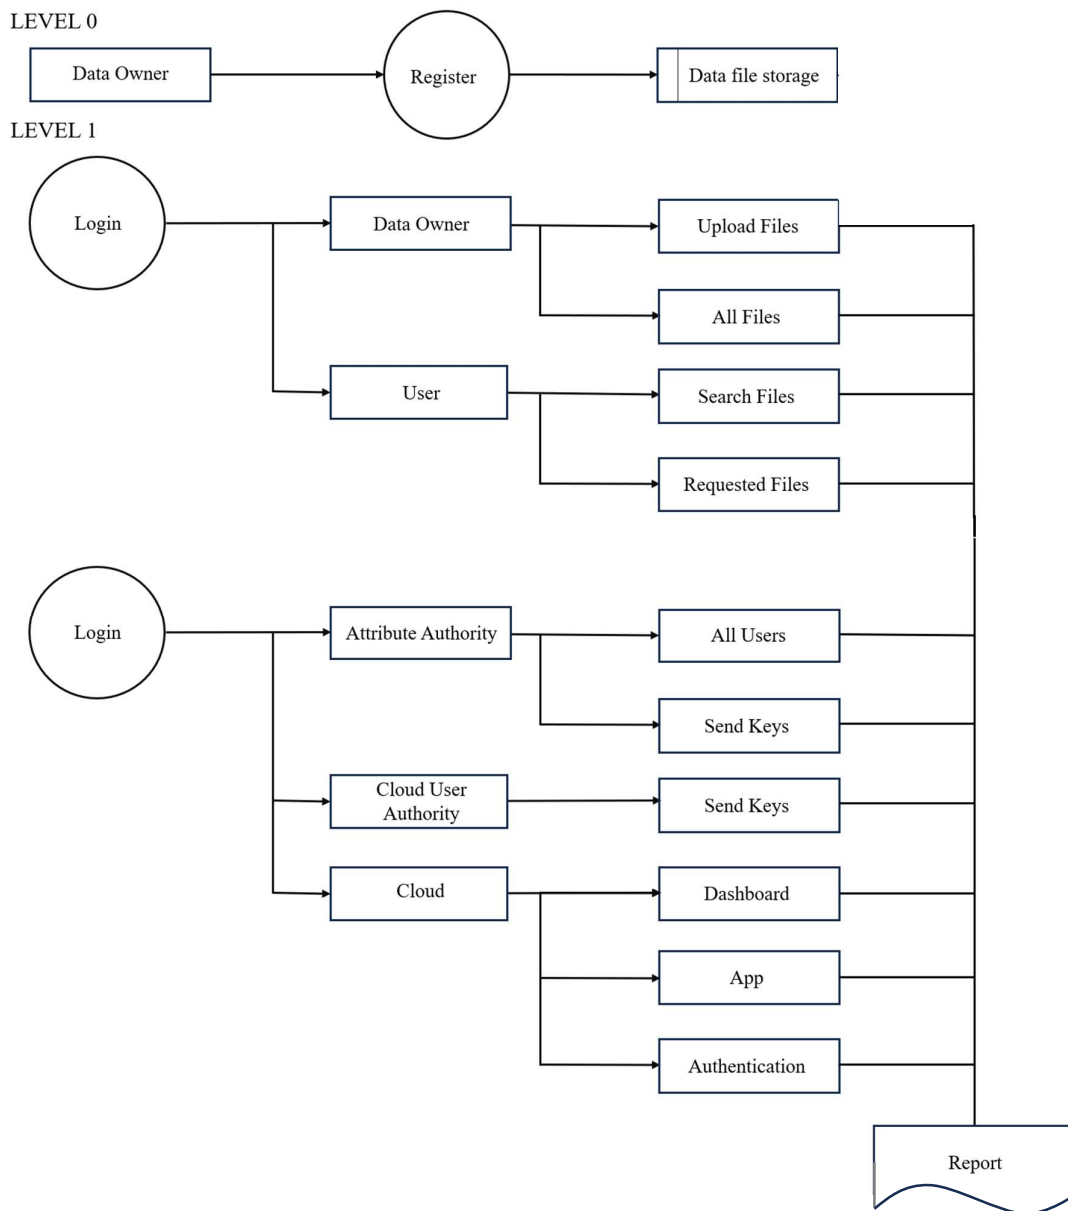 LEVEL 0
Data Owner
Register
Data file storage
LEVEL 1
Login
Data Owner
Upload Files
All Files
User
Search Files
Requested Files
Login
Attribute Authority
All Users
Send Keys
Cloud User
Authority
Send Keys
Cloud
Dashboard
App
Authentication
Report